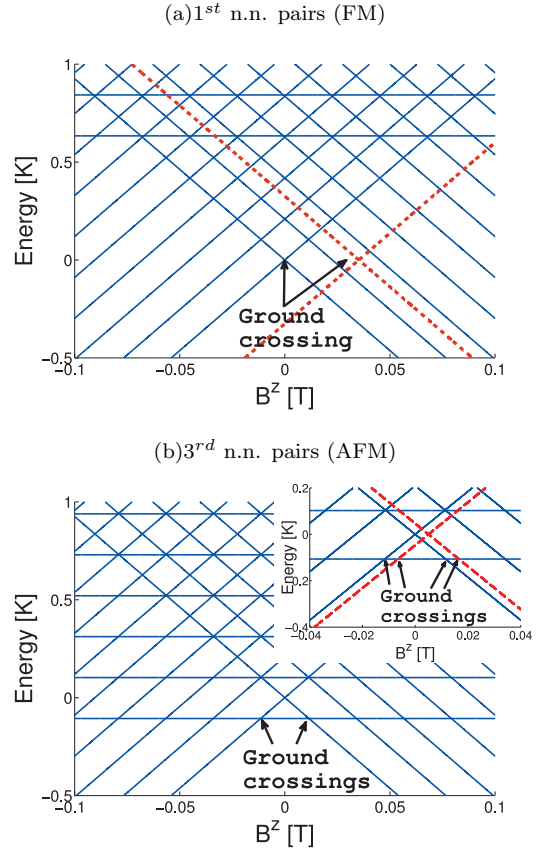 (a)1st n.n. pairs (FM)
1
0.5
0
-0.5
Energy [K]
Ground
crossing
-0.1
-0.05
0
0.05
0.1
B^z [T]
(b)3rd n.n. pairs (AFM)
1
0.5
0
-0.5
Energy [K]
Ground
crossings
-0.1
-0.05
0
0.05
0.1
B^z [T]
0.2
0
0.2
-0.4
Energy [K]
Ground
crossings
-0.04
-0.02
0
0.02
0.04
B^z [T]